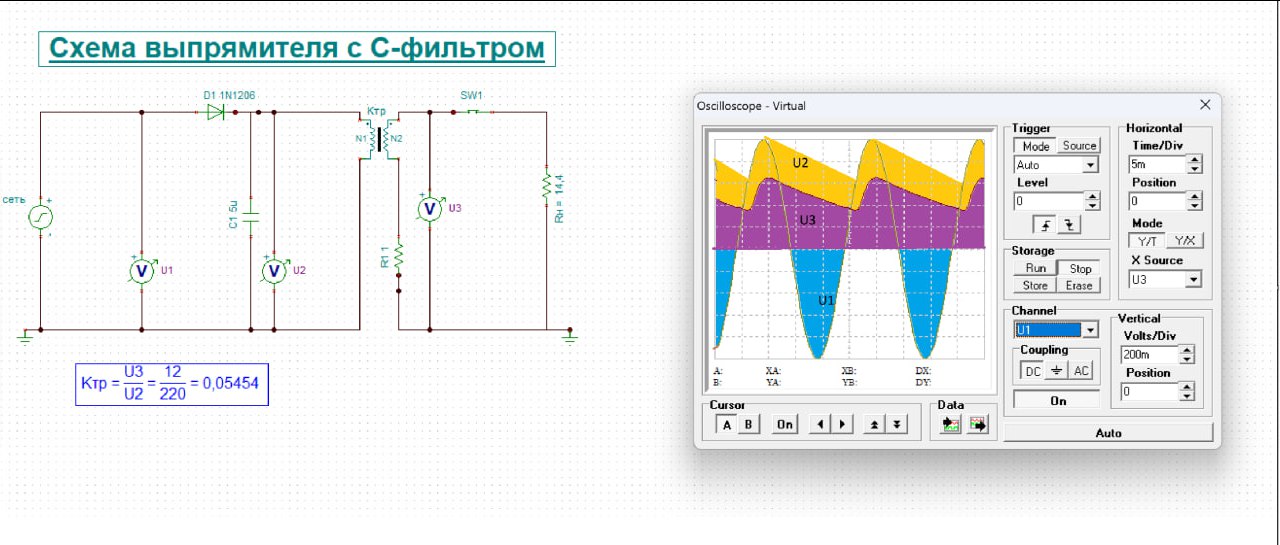 Схема выпрямителя с С-фильтром
D1 1N1206
Ктр
SW1
N1 N2
сеть
C1 5u
Rн = 14,4
U3
R1 1
U1
U2
Kтр = U3/U2 = 12/220 = 0,05454
Oscilloscope - Virtual
U2
U3
U1
A: XA: XB: DX:
B: YA: YB: DY:
Cursor
A B On
Data
Trigger
Mode Source
Auto
Level
0
Storage
Run Stop
Store Erase
Channel
U1
Coupling
DC AC
On
Horizontal
Time/Div
5m
Position
0
Mode
Y/T Y/X
X Source
U3
Vertical
Volts/Div
200m
Position
0
Auto